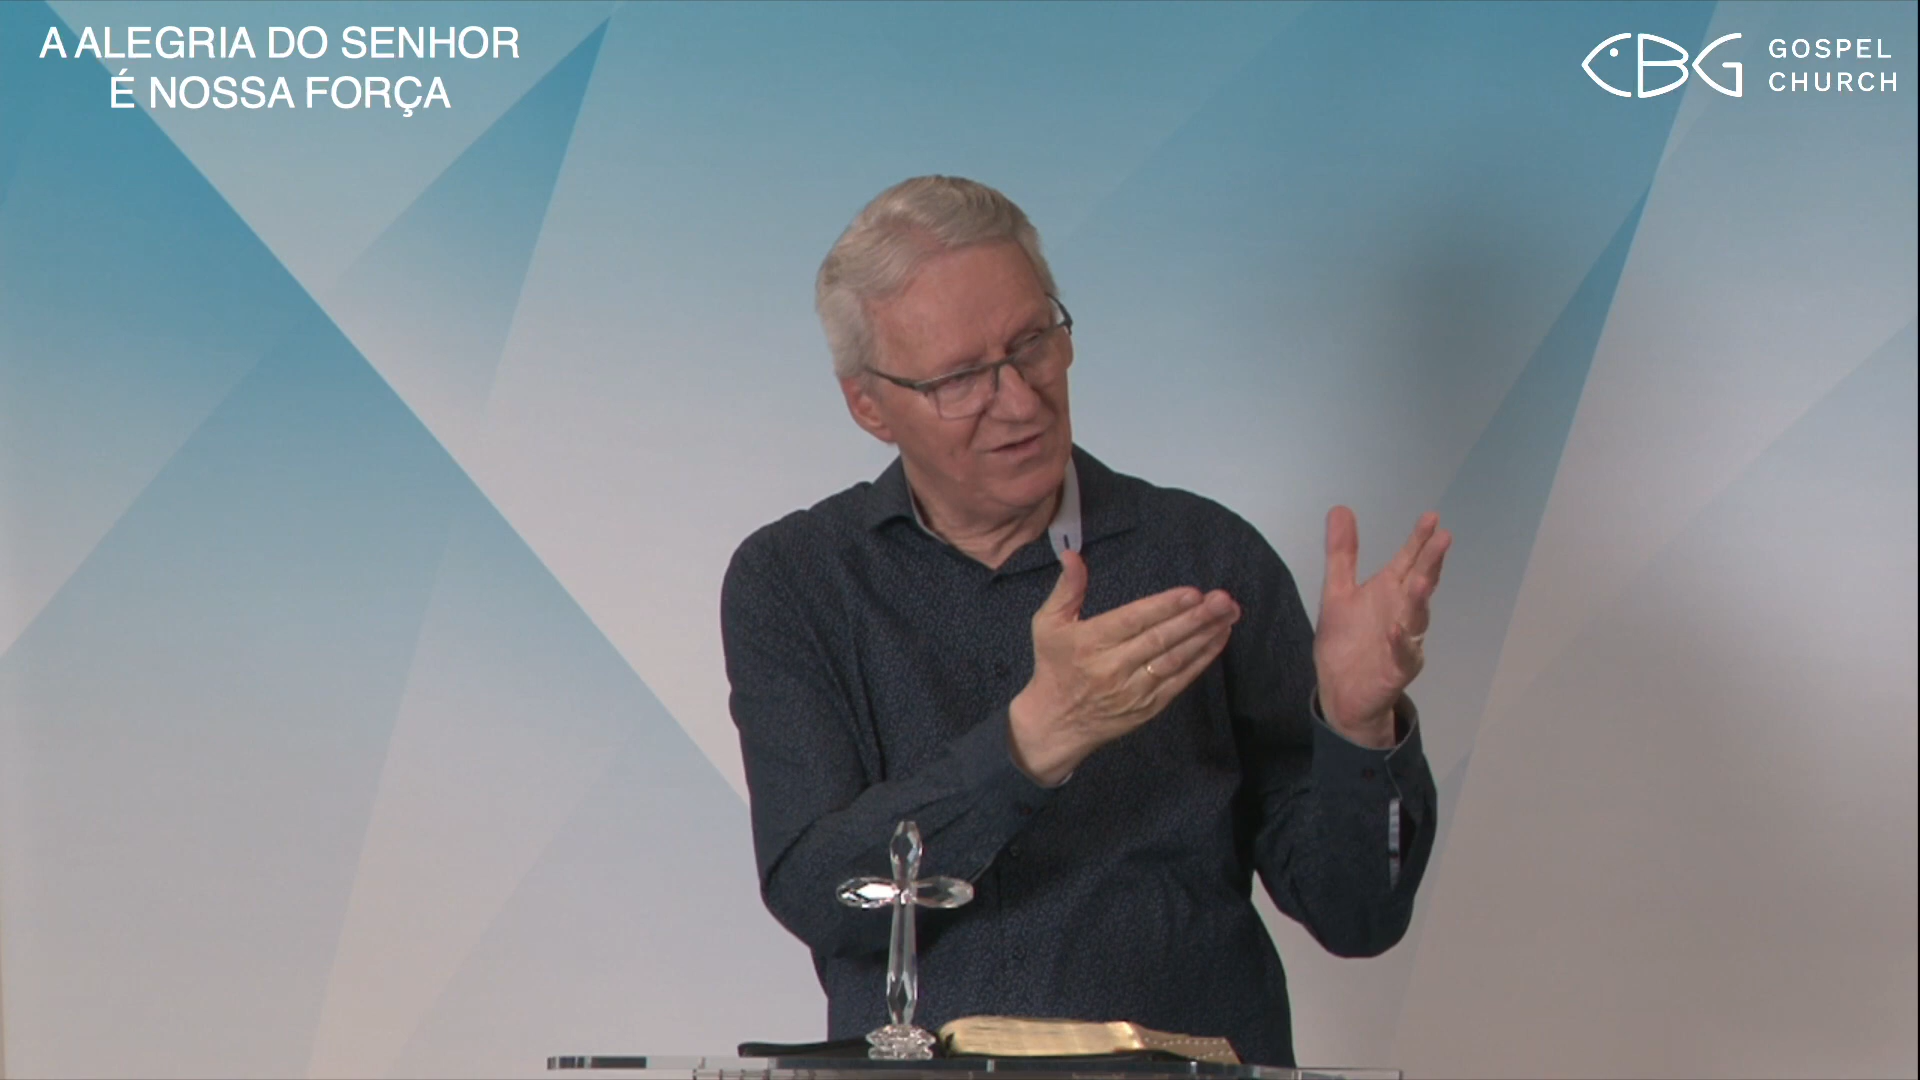 A ALEGRIA DO SENHOR
É NOSSA FORÇA
CBG
GOSPEL
CHURCH